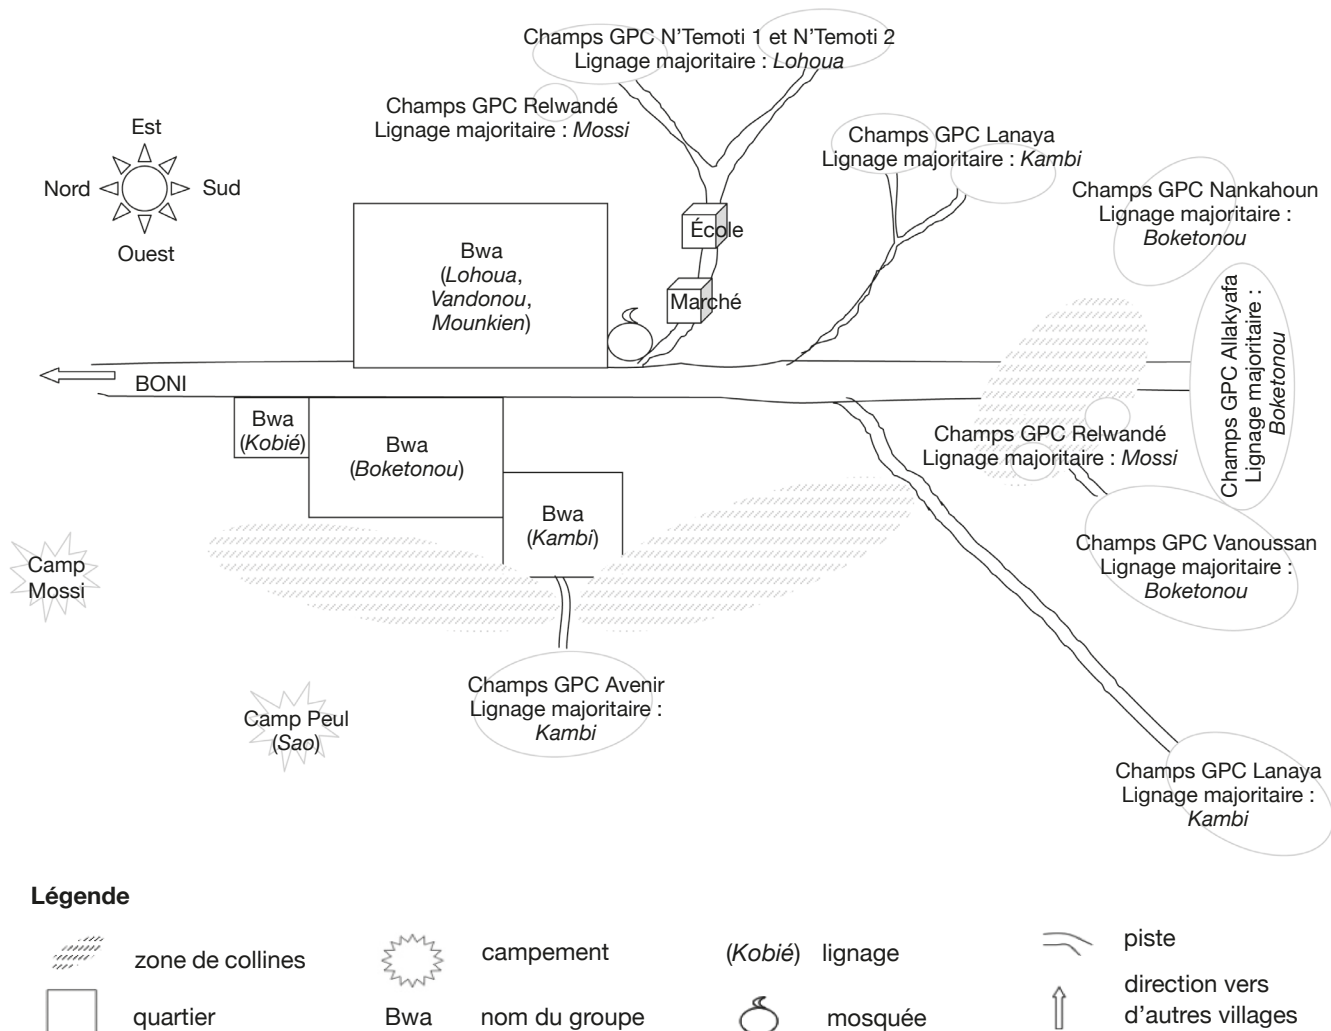 Champs GPC N'Temoti 1 et N'Temoti 2
Lignage majoritaire : Lohoua
Champs GPC Relwandé
Lignage majoritaire : Mossi
Champs GPC Lanaya
Lignage majoritaire : Kambi
Est
Nord
Sud
Ouest
Champs GPC Nankahoun
Lignage majoritaire :
Boketonou
École
Bwa
(Lohoua,
Vandonou,
Mounkien)
Marché
Champs GPC Allakyafa
Lignage majoritaire :
Boketonou
BONI
Bwa
(Kobié)
Bwa
(Boketonou)
Champs GPC Relwandé
Lignage majoritaire : Mossi
Bwa
(Kambi)
Camp
Mossi
Champs GPC Vanoussan
Lignage majoritaire :
Boketonou
Champs GPC Avenir
Lignage majoritaire :
Kambi
Camp Peul
(Sao)
Champs GPC Lanaya
Lignage majoritaire :
Kambi
Légende
zone de collines
campement
(Kobié) lignage
piste
quartier
Bwa nom du groupe
mosquée
direction vers
d'autres villages